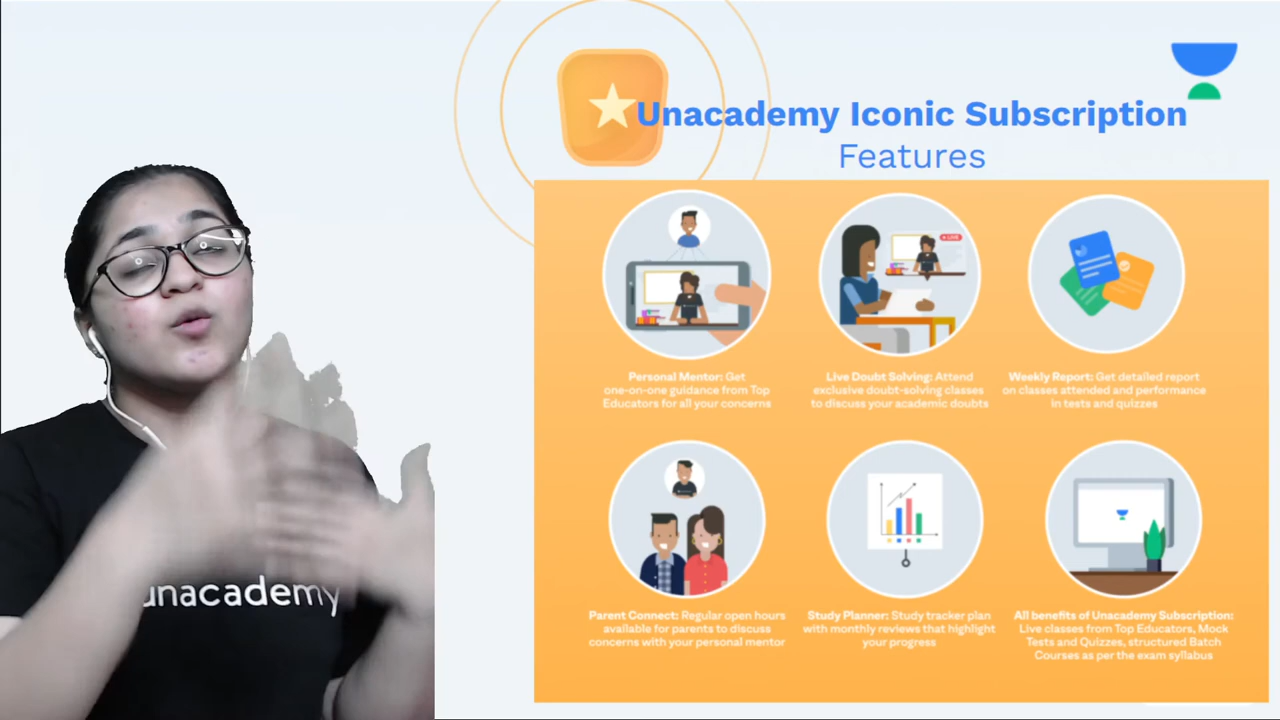 Unacademy Iconic Subscription
Features
LIVE
Personal Mentor: Get
one-on-one guidance from Top
Educators for all your concerns
Live Doubt Solving: Attend
exclusive doubt-solving classes
to discuss your academic doubts
Weekly Report: Get detailed report
on classes attended and performance
in tests and quizzes
Parent Connect: Regular open hours
available for parents to discuss
concerns with your personal mentor
Study Planner: Study tracker plan
with monthly reviews that highlight
your progress
All benefits of Unacademy Subscription:
Live classes from Top Educators, Mock
Tests and Quizzes, structured Batch
Courses as per the exam syllabus
unacademy